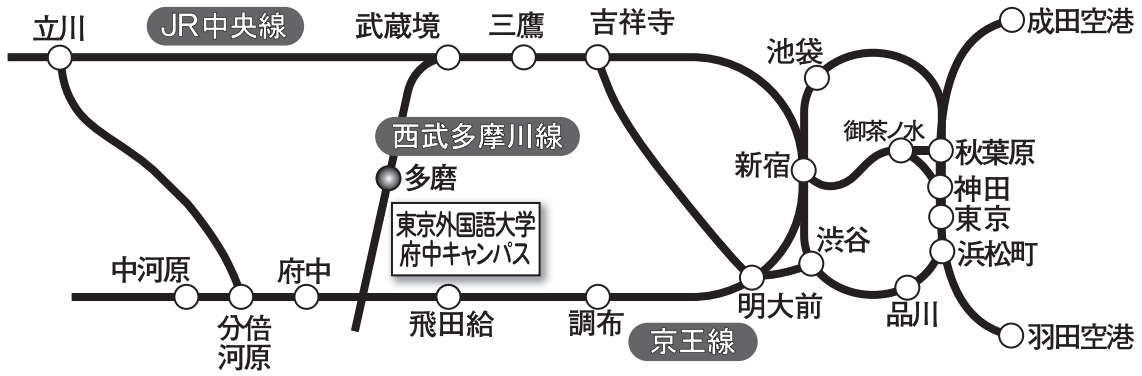 立川
JR中央線
武蔵境
三鷹
吉祥寺
池袋
成田空港
御茶ノ水
秋葉原
新宿
西武多摩川線
多磨
神田
東京
東京外国語大学
府中キャンパス
渋谷
浜松町
中河原
府中
分倍
河原
飛田給
調布
明大前
品川
京王線
羽田空港